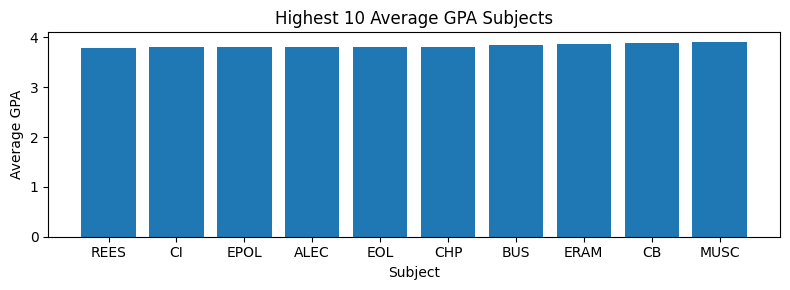 Highest 10 Average GPA Subjects
Average GPA
4
3
2
1
0
REES CI EPOL ALEC EOL CHP BUS ERAM CB MUSC
Subject